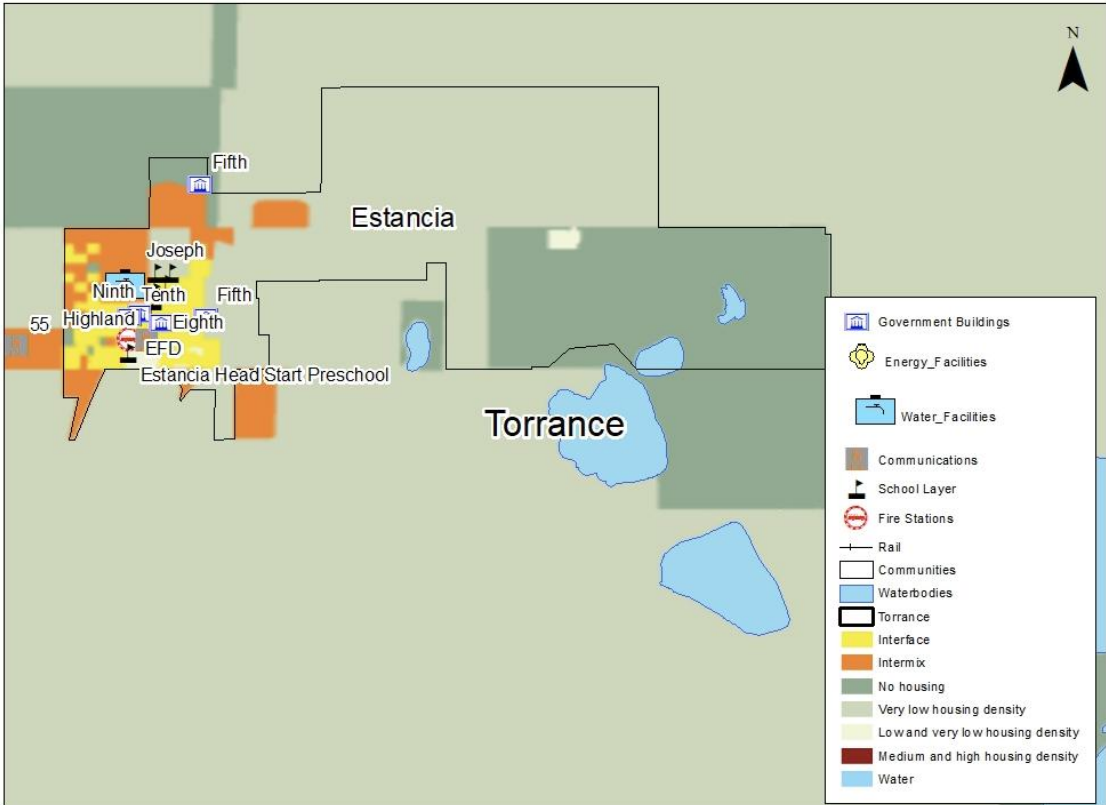 N
Fifth
Estancia
Joseph
Ninth
Tenth
Fifth
55
Highland
Eighth
EFD
Estancia Head Start Preschool
Torrance
Government Buildings
Energy_Facilities
Water_Facilities
Communications
School Layer
Fire Stations
Rail
Communities
Waterbodies
Torrance
Interface
Intermix
No housing
Very low housing density
Low and very low housing density
Medium and high housing density
Water